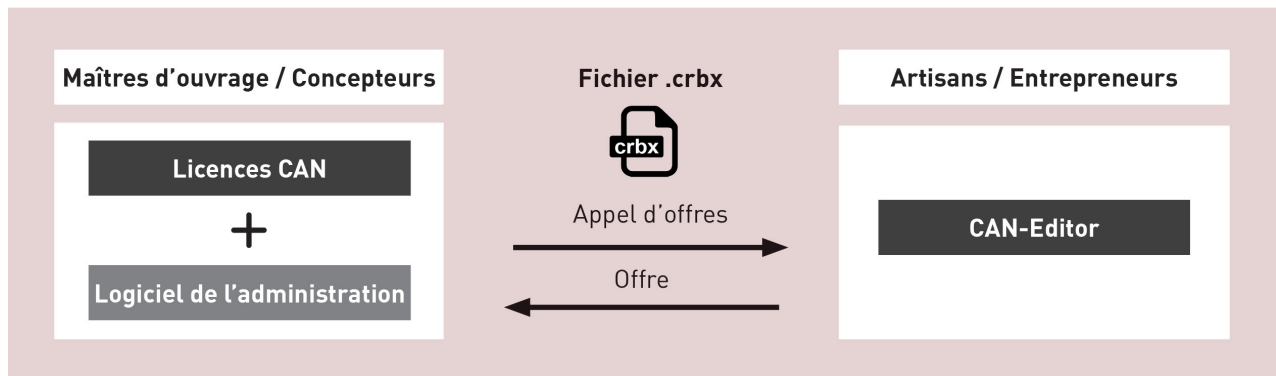 Maîtres d'ouvrage / Concepteurs
Licences CAN
+
Logiciel de l'administration
Fichier .crbx
crbx
Appel d'offres
Offre
Artisans / Entrepreneurs
CAN-Editor